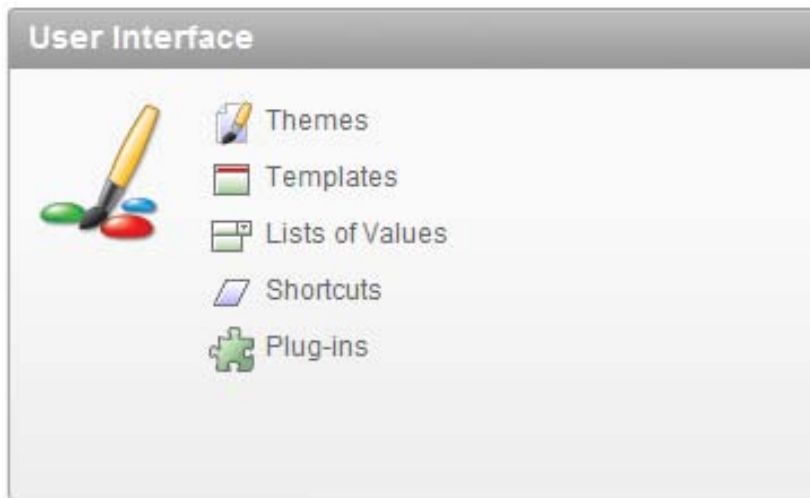 User Interface
Themes
Templates
Lists of Values
Shortcuts
Plug-ins